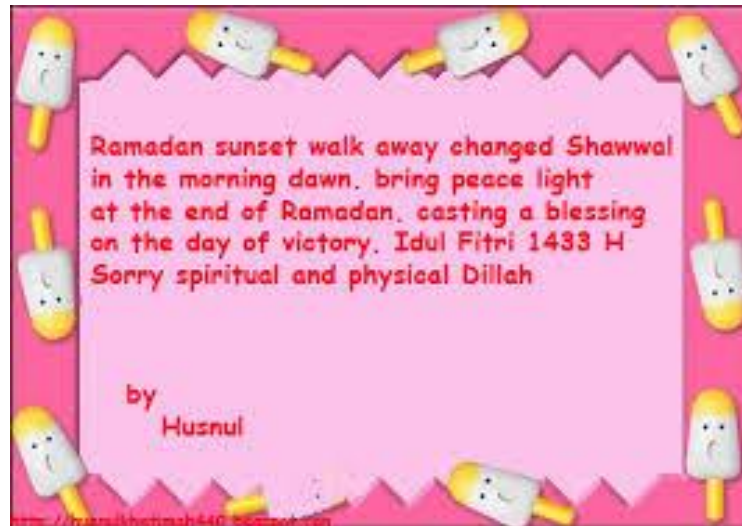 Ramadan sunset walk away changed Shawwal
in the morning dawn, bring peace light
at the end of Ramadan, casting a blessing
on the day of victory, Idul Fitri 1433 H
Sorry spiritual and physical Dillah
by
Husnul